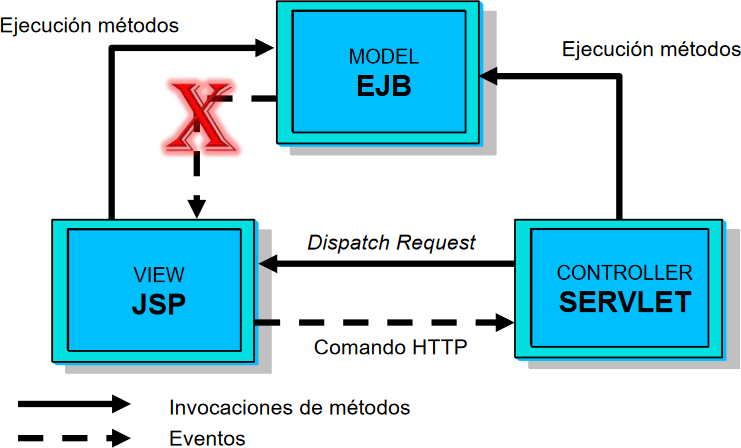 Ejecución métodos
MODEL
EJB
Ejecución métodos
X
Dispatch Request
VIEW
JSP
CONTROLLER
SERVLET
Comando HTTP
Invocaciones de métodos
Eventos